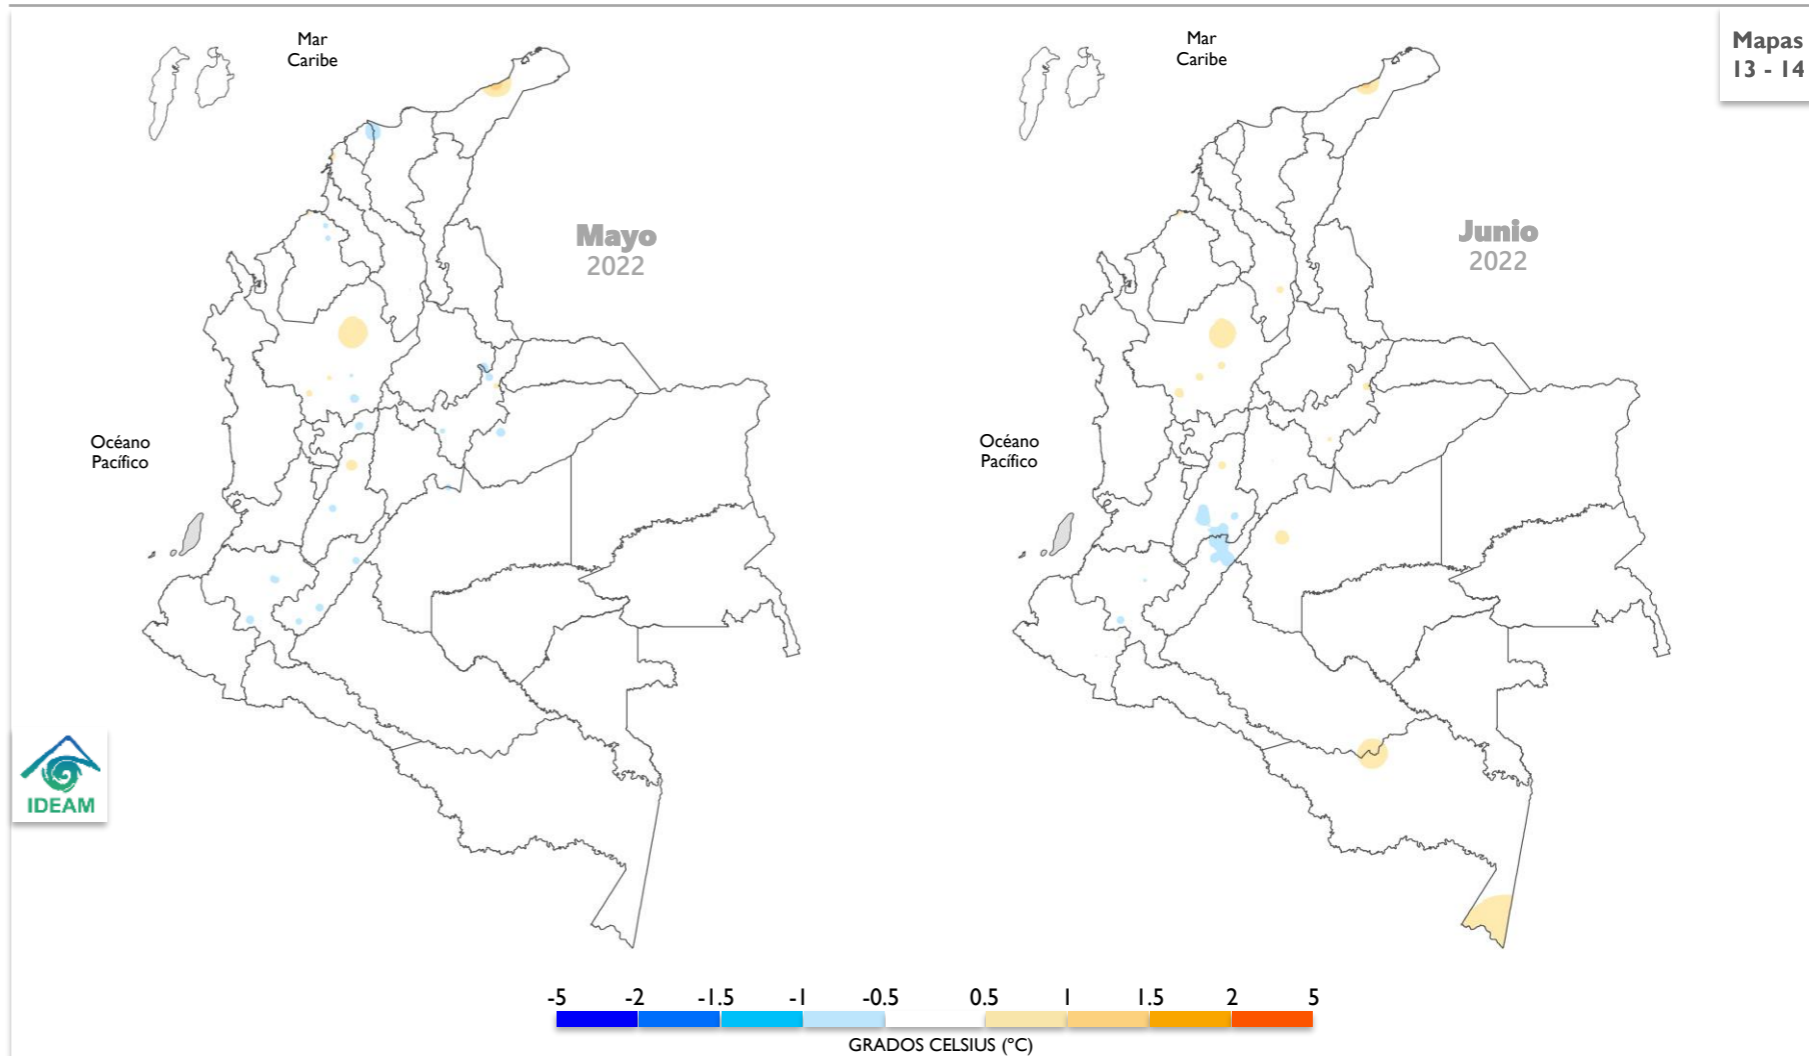 Mapas
13 - 14
Mar
Caribe
Mar
Caribe
Mayo
2022
Junio
2022
Océano
Pacífico
Océano
Pacífico
IDEAM
-5 -2 -1.5 -1 -0.5 0.5 1 1.5 2 5
GRADOS CELSIUS (°C)